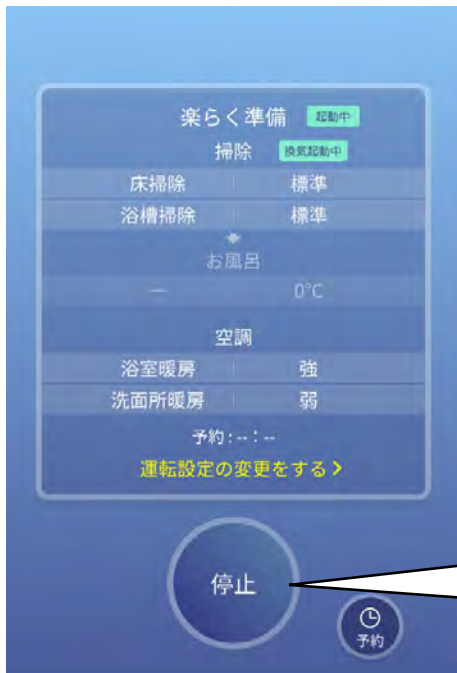 楽らく準備 起動中
掃除 換気起動中
床掃除 標準
浴槽掃除 標準
お風呂
— 0℃
空調
浴室暖房 強
洗面所暖房 弱
予約:--:--
運転設定の変更をする >
停止
予約